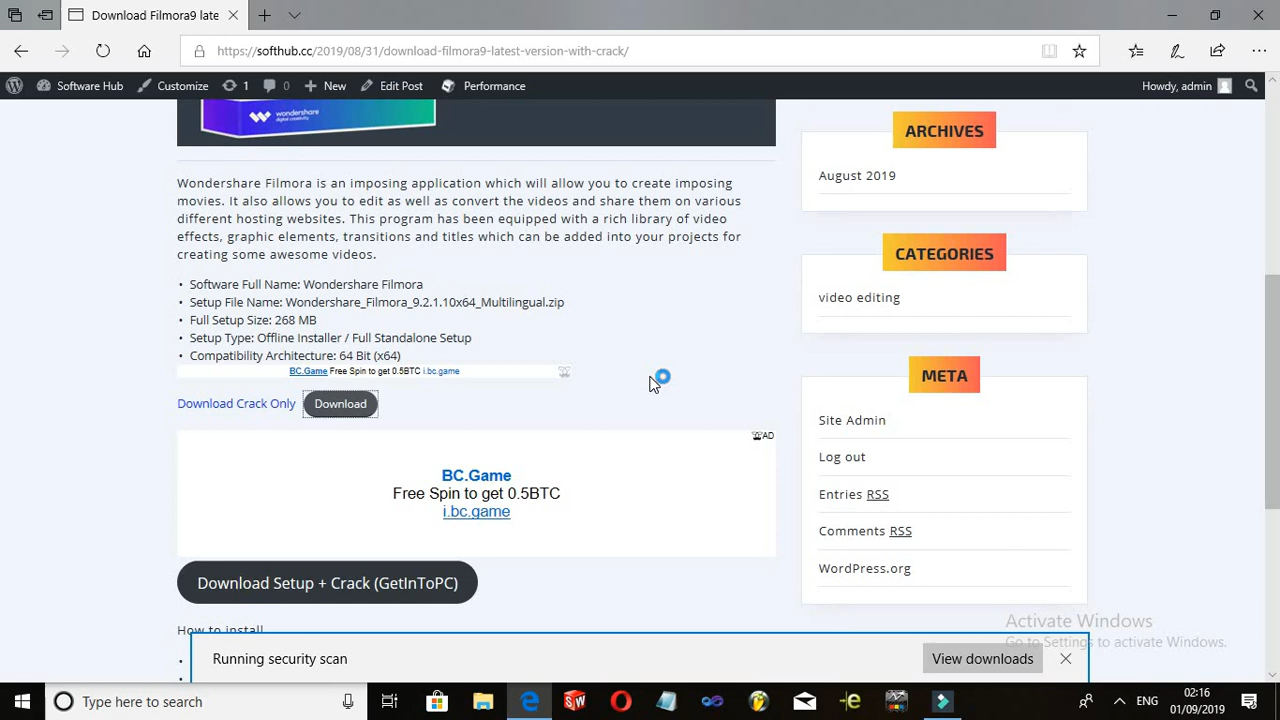 Download Filmora9 late
https://softhub.cc/2019/08/31/download-filmora9-latest-version-with-crack/
Software Hub
Customize
1
0
New
Edit Post
Performance
Howdy, admin
wondershare
digital creativity
Wondershare Filmora is an imposing application which will allow you to create imposing
movies. It also allows you to edit as well as convert the videos and share them on various
different hosting websites. This program has been equipped with a rich library of video
effects, graphic elements, transitions and titles which can be added into your projects for
creating some awesome videos.
• Software Full Name: Wondershare Filmora
• Setup File Name: Wondershare_Filmora_9.2.1.10x64_Multilingual.zip
• Full Setup Size: 268 MB
• Setup Type: Offline Installer / Full Standalone Setup
• Compatibility Architecture: 64 Bit (x64)
BC.Game Free Spin to get 0.5BTC i.bc.game
Download Crack Only
Download
AD
BC.Game
Free Spin to get 0.5BTC
i.bc.game
Download Setup + Crack (GetInToPC)
How to install
ARCHIVES
August 2019
CATEGORIES
video editing
META
Site Admin
Log out
Entries RSS
Comments RSS
WordPress.org
Activate Windows
Go to Settings to activate Windows.
Running security scan
View downloads
Type here to search
ENG
02:16
01/09/2019